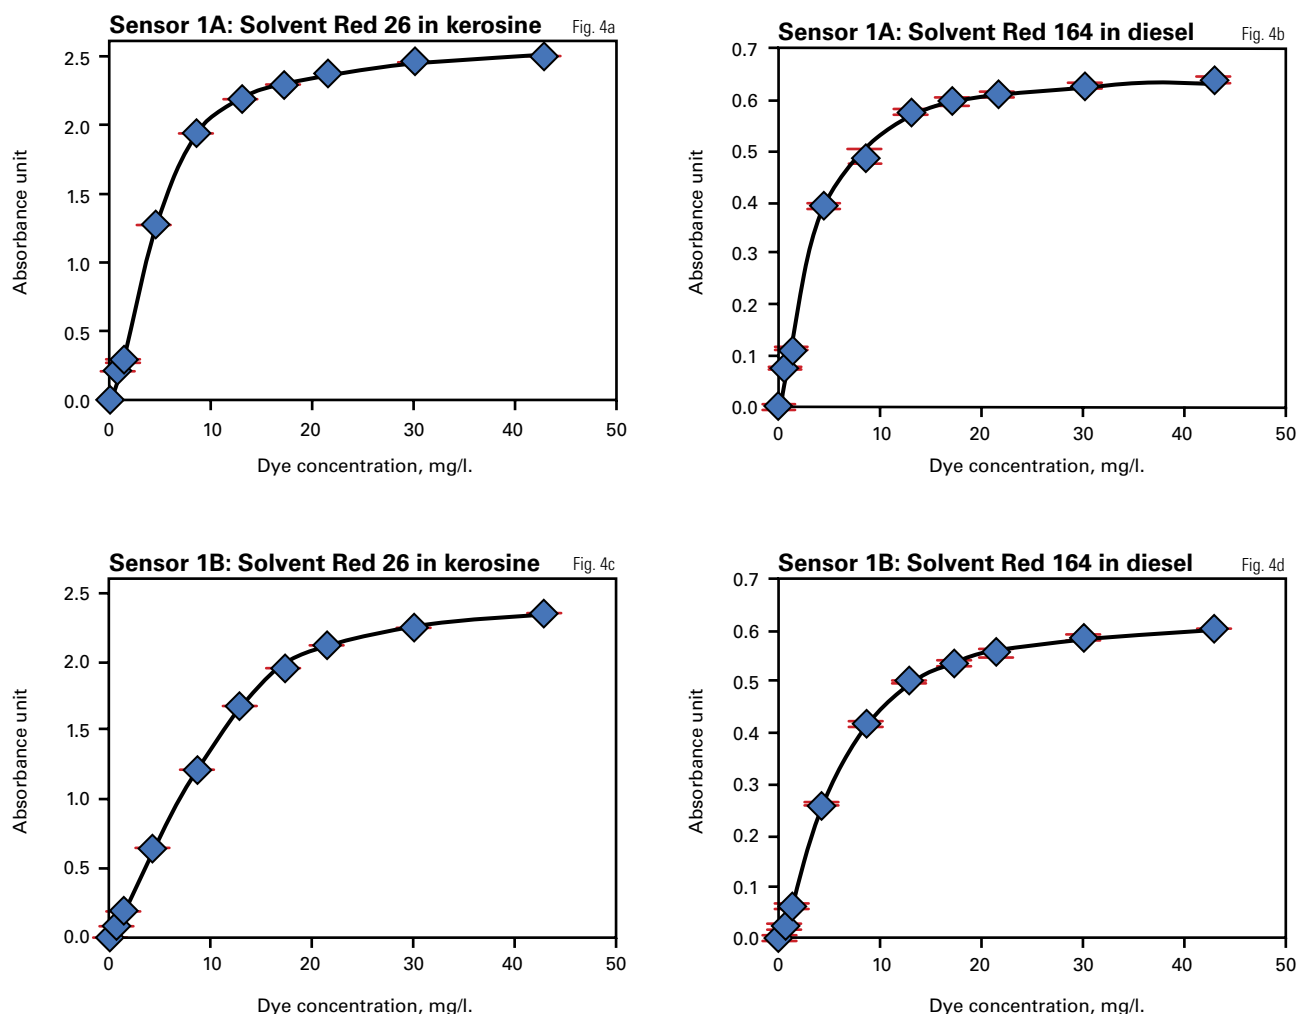 Sensor 1A: Solvent Red 26 in kerosine Fig. 4a
Absorbance unit
2.5
2.0
1.5
1.0
0.5
0.0
0 10 20 30 40 50
Dye concentration, mg/l.
Sensor 1A: Solvent Red 164 in diesel Fig. 4b
Absorbance unit
0.7
0.6
0.5
0.4
0.3
0.2
0.1
0.0
0 10 20 30 40 50
Dye concentration, mg/l.
Sensor 1B: Solvent Red 26 in kerosine Fig. 4c
Absorbance unit
2.5
2.0
1.5
1.0
0.5
0.0
0 10 20 30 40 50
Dye concentration, mg/l.
Sensor 1B: Solvent Red 164 in diesel Fig. 4d
Absorbance unit
0.7
0.6
0.5
0.4
0.3
0.2
0.1
0.0
0 10 20 30 40 50
Dye concentration, mg/l.